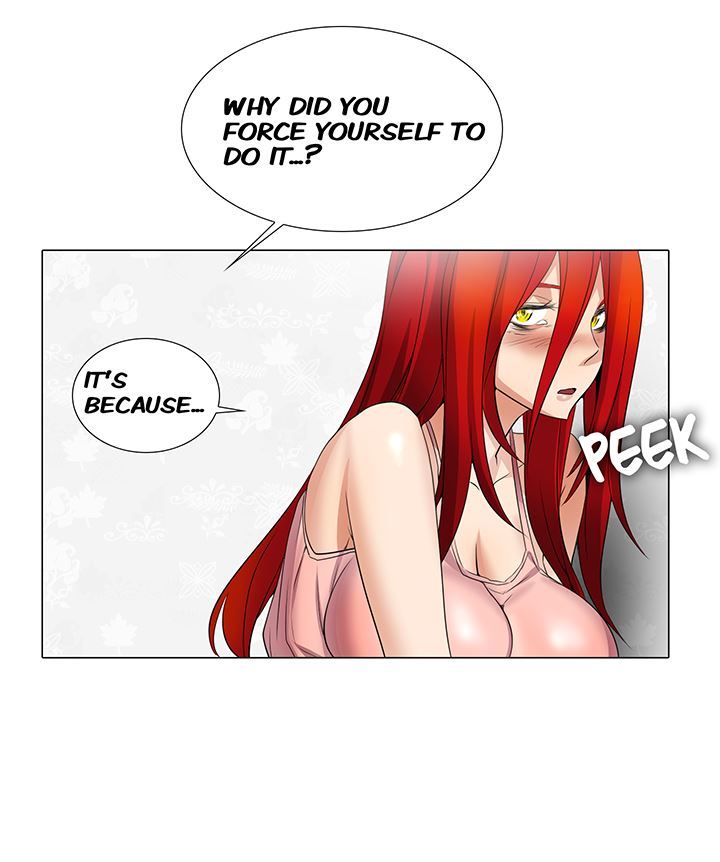 WHY DID YOU
FORCE YOURSELF TO
DO IT...?
IT'S
BECAUSE...
PEEK